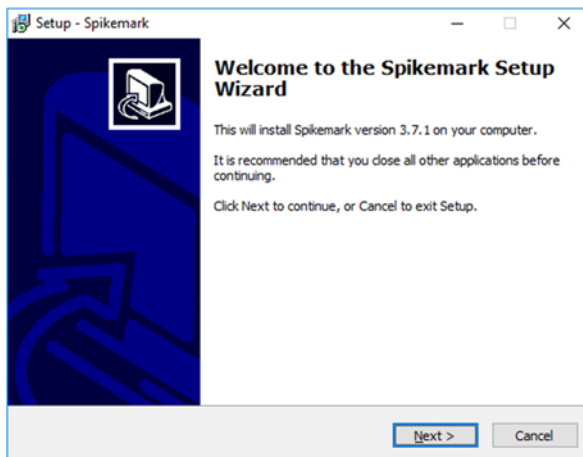 Setup - Spikemark
Welcome to the Spikemark Setup
Wizard
This will install Spikemark version 3.7.1 on your computer.
It is recommended that you close all other applications before
continuing.
Click Next to continue, or Cancel to exit Setup.
Next >
Cancel